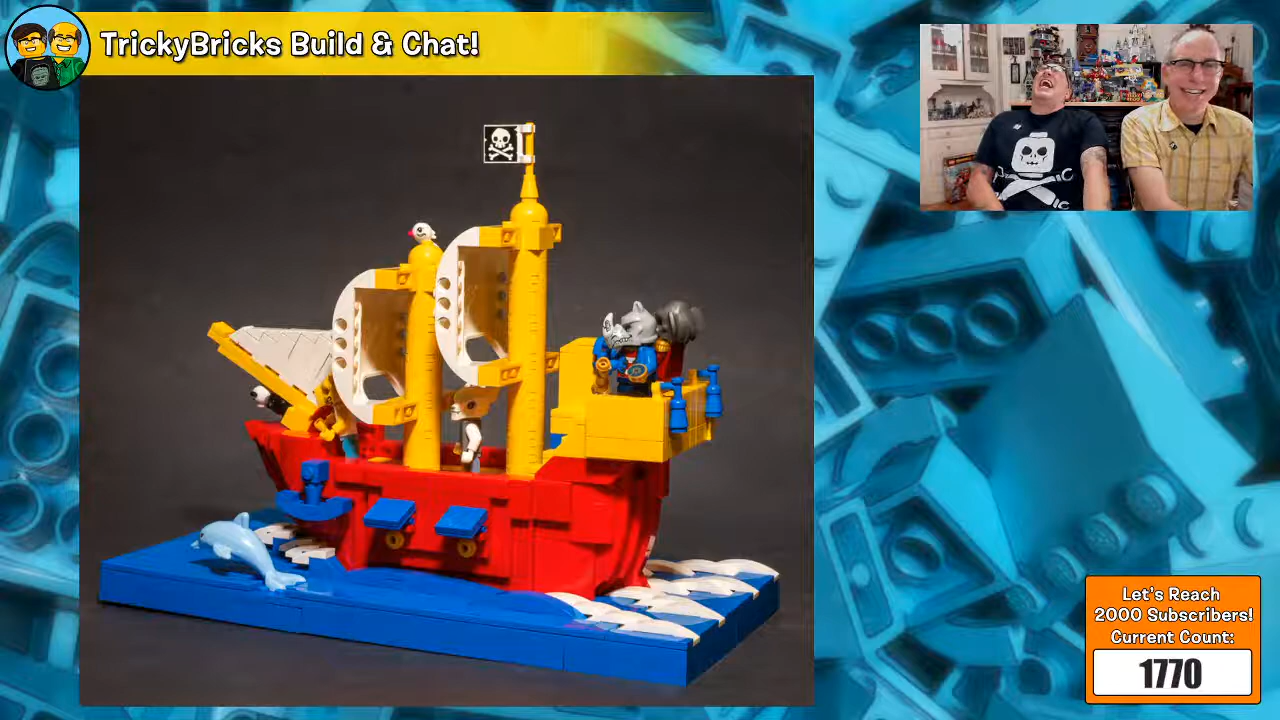 TrickyBricks Build & Chat!
Let's Reach
2000 Subscribers!
Current Count:
1770